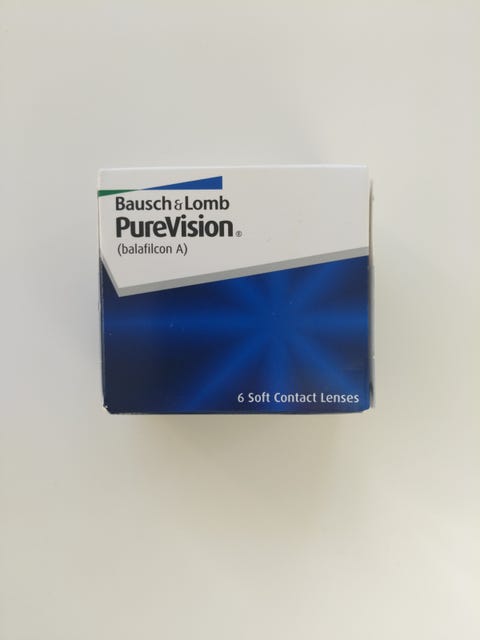 Bausch & Lomb
PureVision®
(balafilcon A)
6 Soft Contact Lenses